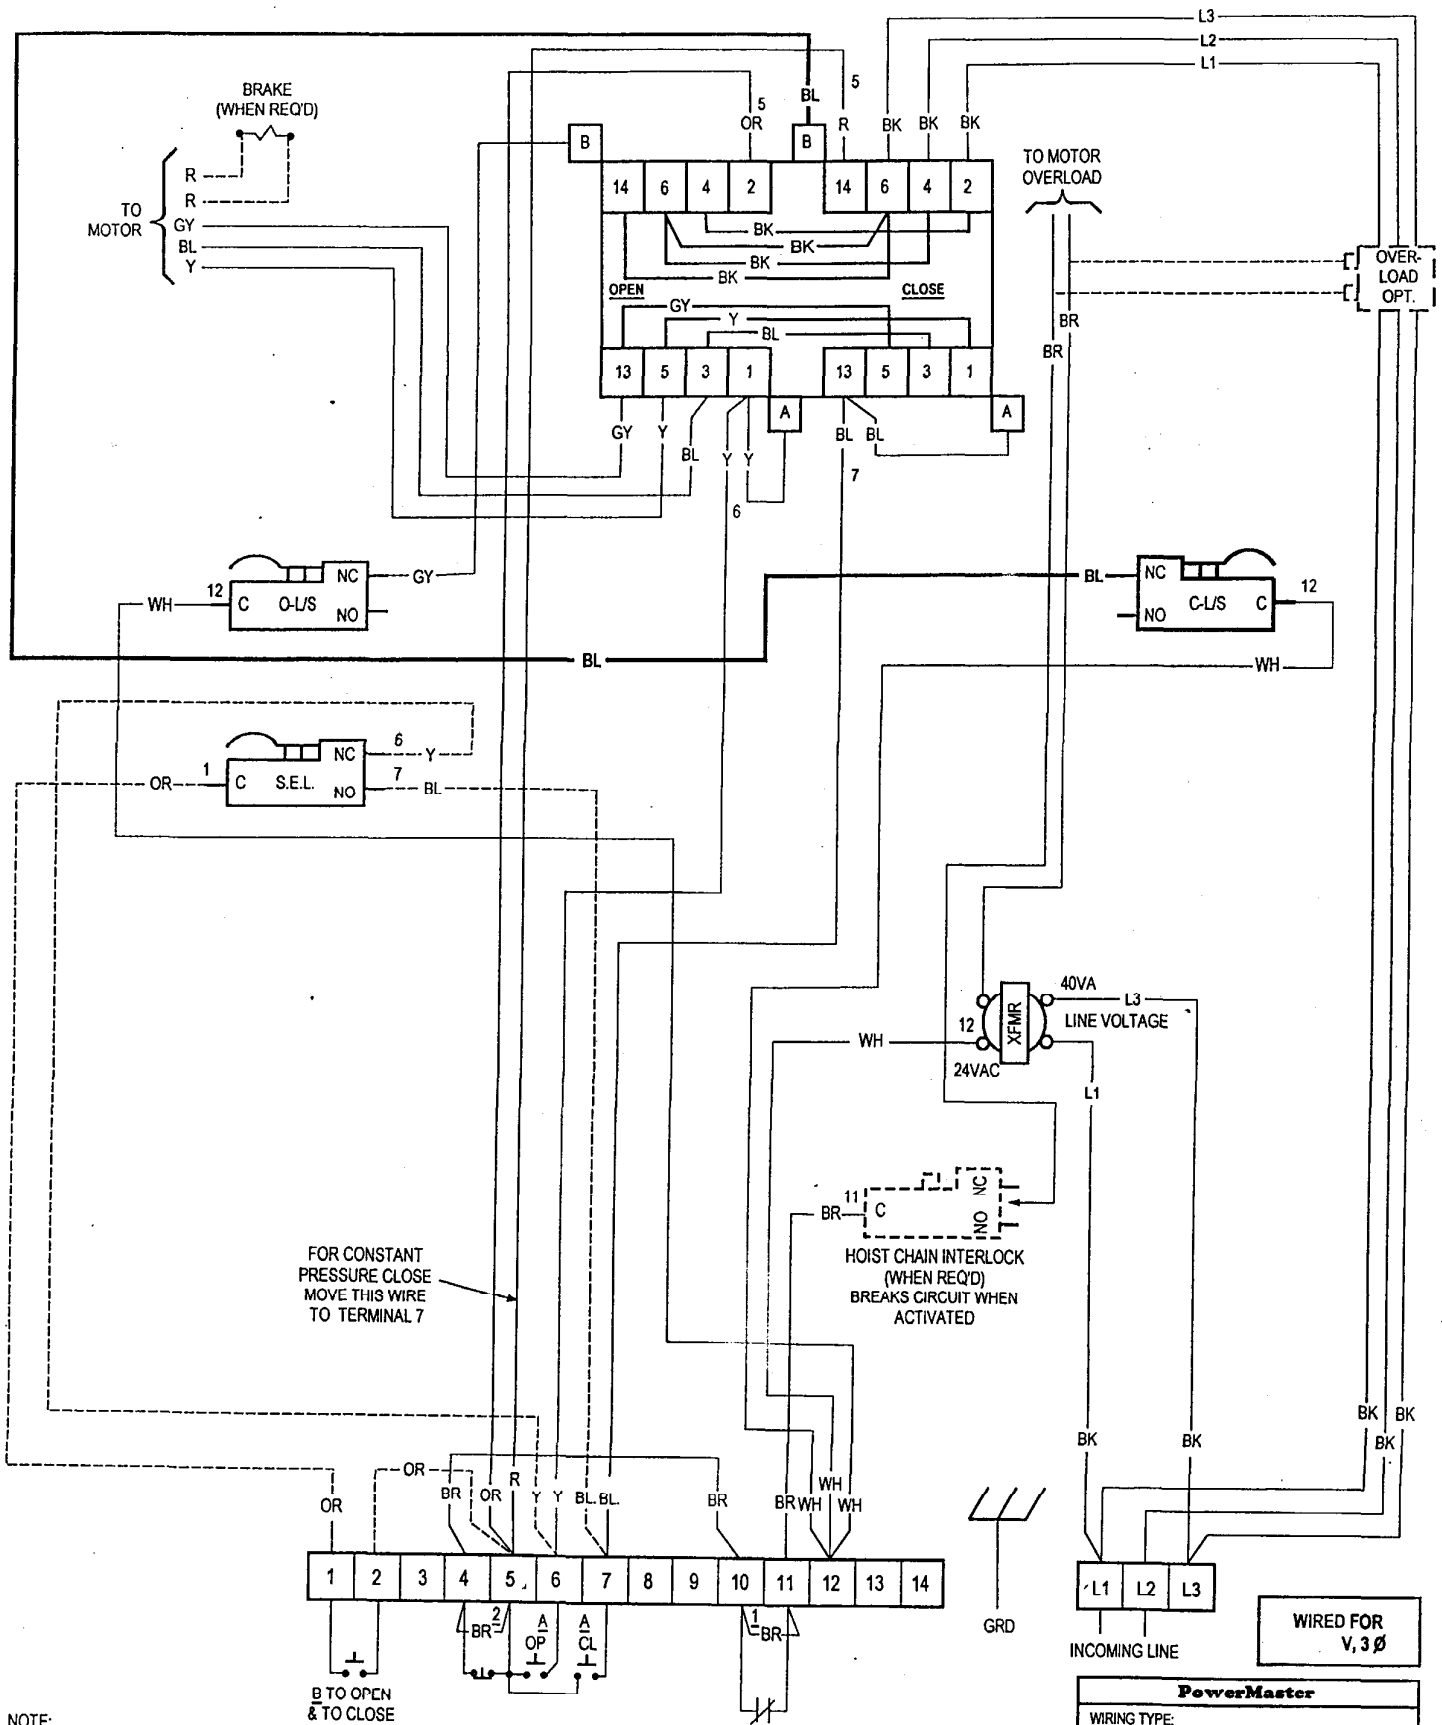 L3
L2
L1
BRAKE
(WHEN REQ'D)
5
OR
BL
5
R
BK
BK
BK
B
B
TO MOTOR
OVERLOAD
R
R
TO
MOTOR
GY
BL
Y
14
6
4
2
14
6
4
2
BK
BK
BK
BK
OPEN
CLOSE
GY
Y
BL
OVER-
LOAD
OPT.
BR
BR
13
5
3
1
13
5
3
1
A
A
GY
Y
BL
Y
Y
6
BL
BL
7
12
WH
C
O-L/S
NC
NO
GY
BL
NC
NO
C-L/S
C
12
BL
WH
1
OR
C
S.E.L.
NC
NO
6
Y
7
BL
40VA
L3
LINE VOLTAGE
XFMR
12
WH
24VAC
L1
11
BR
C
NC
NO
HOIST CHAIN INTERLOCK
(WHEN REQ'D)
BREAKS CIRCUIT WHEN
ACTIVATED
FOR CONSTANT
PRESSURE CLOSE
MOVE THIS WIRE
TO TERMINAL 7
BK
BK
BK
BK
BK
OR
OR
BR
OR
R
Y
Y
BL.
BL.
BR
BR
WH
WH
WH
1
2
3
4
5
6
7
8
9
10
11
12
13
14
L1
L2
L3
2
BR
A
OP
A
CL
1
BR
GRD
INCOMING LINE
WIRED FOR
V, 3 Ø
B TO OPEN
& TO CLOSE
PowerMaster
NOTE:
WIRING TYPE: